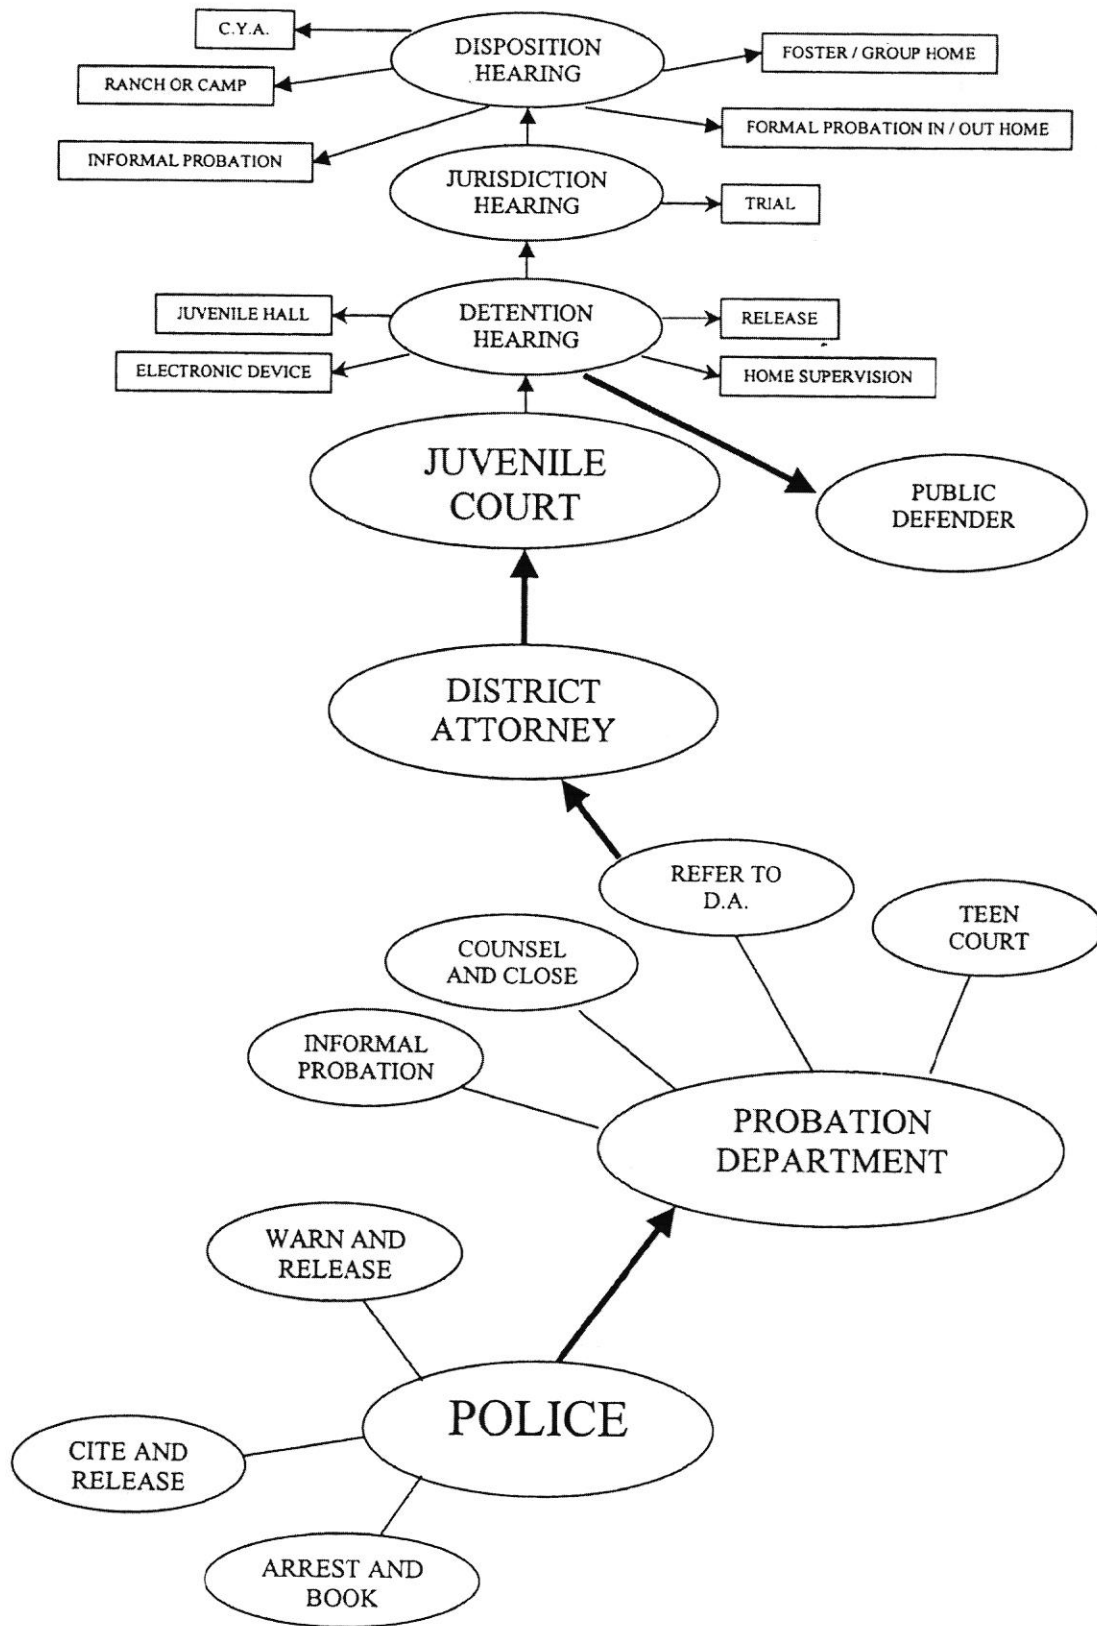 C.Y.A.
DISPOSITION
HEARING
FOSTER / GROUP HOME
RANCH OR CAMP
FORMAL PROBATION IN / OUT HOME
INFORMAL PROBATION
JURISDICTION
HEARING
TRIAL
JUVENILE HALL
DETENTION
HEARING
RELEASE
ELECTRONIC DEVICE
HOME SUPERVISION
JUVENILE
COURT
PUBLIC
DEFENDER
DISTRICT
ATTORNEY
REFER TO
D.A.
TEEN
COURT
COUNSEL
AND CLOSE
INFORMAL
PROBATION
PROBATION
DEPARTMENT
WARN AND
RELEASE
POLICE
CITE AND
RELEASE
ARREST AND
BOOK